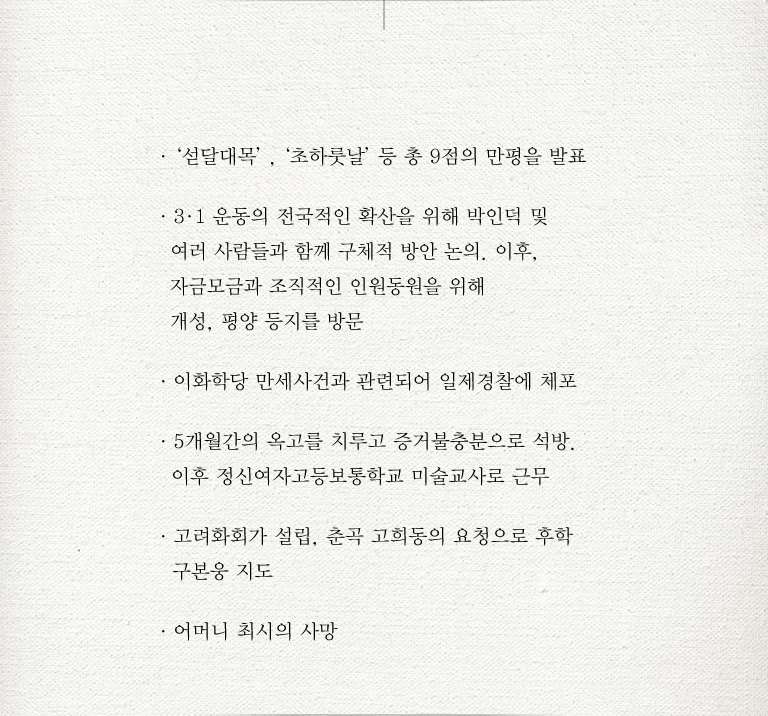 · ‘섣달대목’ , ‘초하룻날’ 등 총 9점의 만평을 발표
· 3·1 운동의 전국적인 확산을 위해 박인덕 및
여러 사람들과 함께 구체적 방안 논의. 이후,
자금모금과 조직적인 인원동원을 위해
개성, 평양 등지를 방문
· 이화학당 만세사건과 관련되어 일제경찰에 체포
· 5개월간의 옥고를 치루고 증거불충분으로 석방.
이후 정신여자고등보통학교 미술교사로 근무
· 고려화회가 설립, 춘곡 고희동의 요청으로 후학
구본웅 지도
· 어머니 최시의 사망